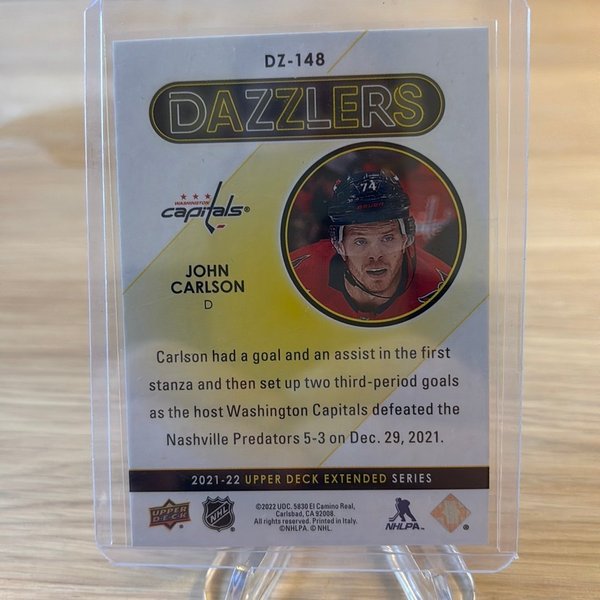 DZ-148
DAZZLERS
WASHINGTON
capitals®
JOHN
CARLSON
D
74
Carlson had a goal and an assist in the first
stanza and then set up two third-period goals
as the host Washington Capitals defeated the
Nashville Predators 5-3 on Dec. 29, 2021.
2021-22 UPPER DECK EXTENDED SERIES
UPPER
DECK
NHL
©2022 UDC. 5830 El Camino Real,
Carlsbad, CA 92008.
All rights reserved. Printed in Italy.
©NHLPA. © NHL.
NHLPA™
®